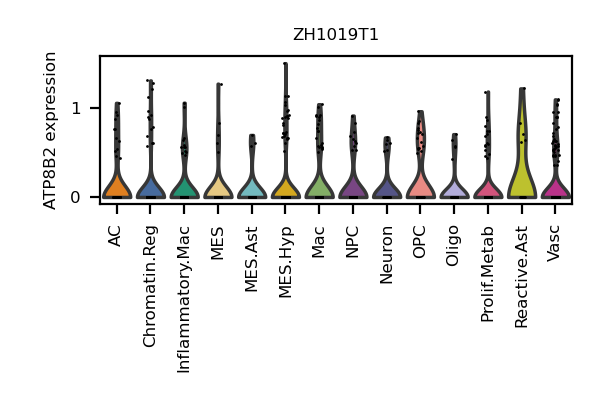 ZH1019T1
ATP8B2 expression
1
0
AC
Chromatin.Reg
Inflammatory.Mac
MES
MES.Ast
MES.Hyp
Mac
NPC
Neuron
OPC
Oligo
Prolif.Metab
Reactive.Ast
Vasc